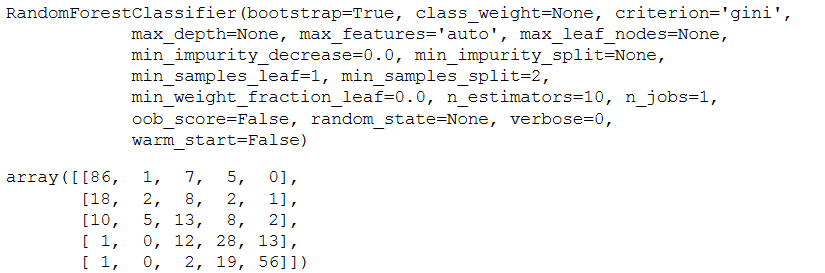 RandomForestClassifier(bootstrap=True, class_weight=None, criterion='gini',
            max_depth=None, max_features='auto', max_leaf_nodes=None,
            min_impurity_decrease=0.0, min_impurity_split=None,
            min_samples_leaf=1, min_samples_split=2,
            min_weight_fraction_leaf=0.0, n_estimators=10, n_jobs=1,
            oob_score=False, random_state=None, verbose=0,
            warm_start=False)
array([[86,  1,  7,  5,  0],
       [18,  2,  8,  2,  1],
       [10,  5, 13,  8,  2],
       [ 1,  0, 12, 28, 13],
       [ 1,  0,  2, 19, 56]])